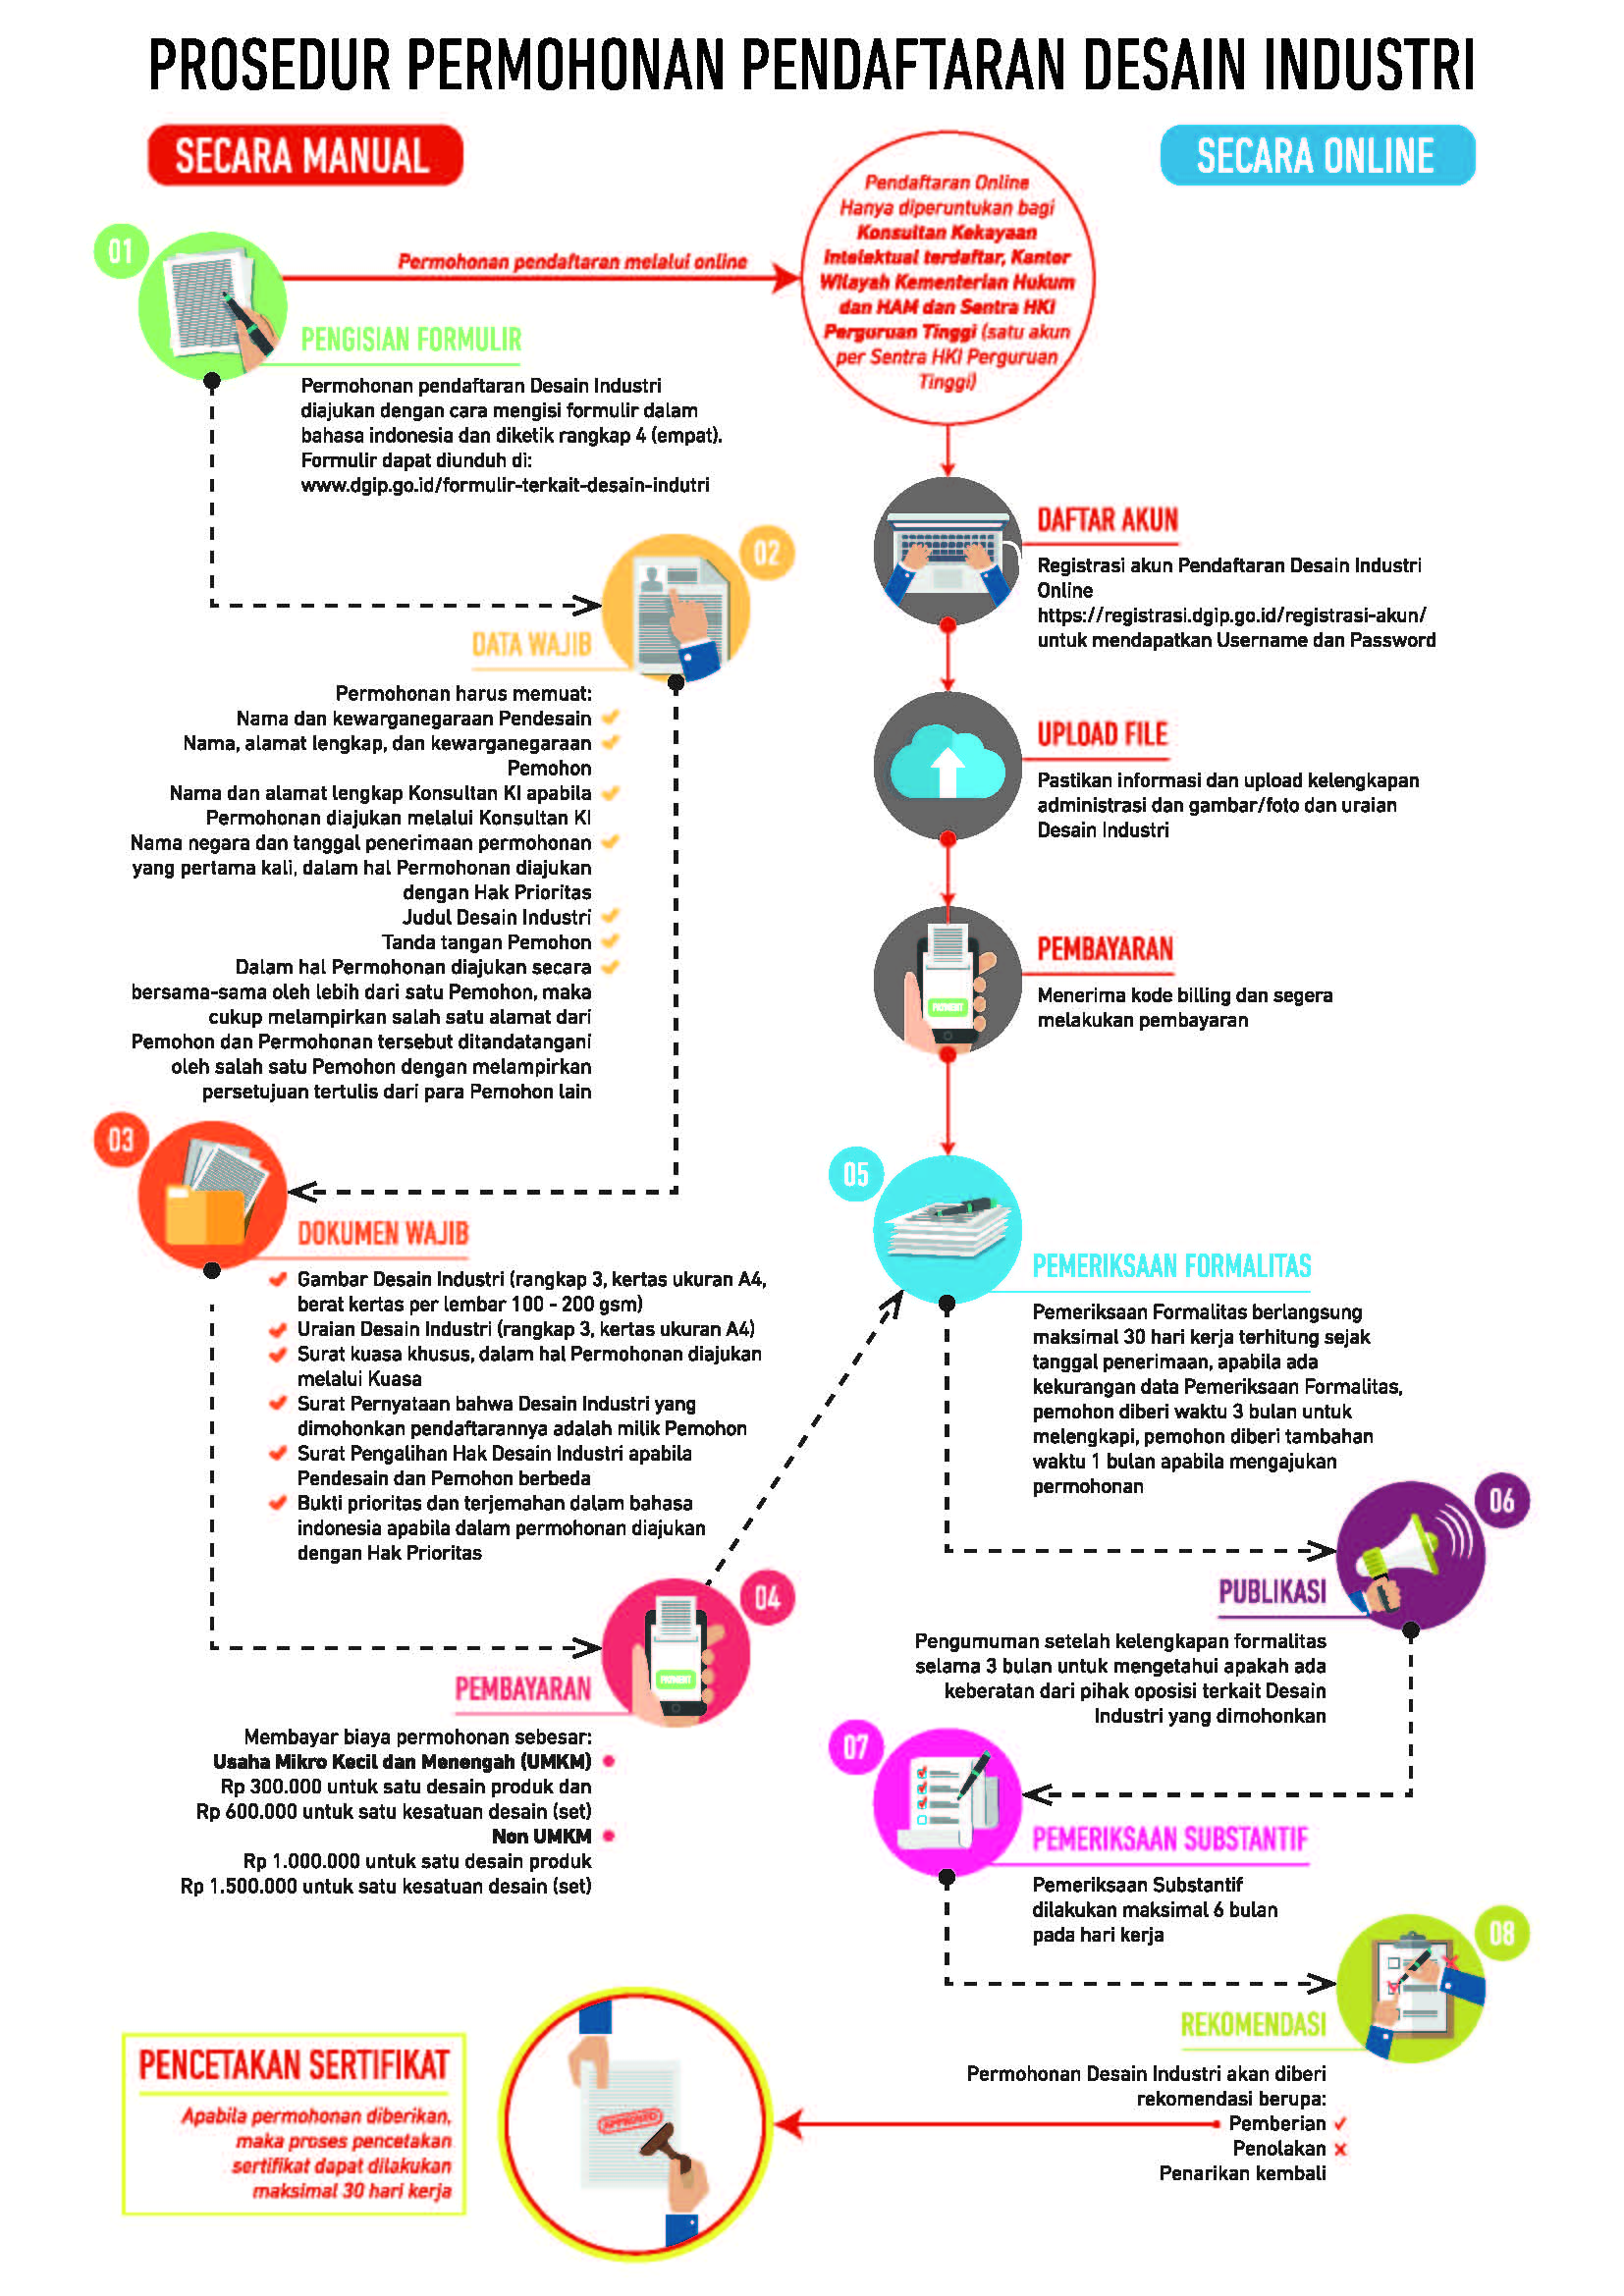 PROSEDUR PERMOHONAN PENDAFTARAN DESAIN INDUSTRI
SECARA MANUAL
SECARA ONLINE
01
Permohonan pendaftaran melalui online
PENGISIAN FORMULIR
Permohonan pendaftaran Desain Industri
diajukan dengan cara mengisi formulir dalam
bahasa indonesia dan diketik rangkap 4 (empat).
Formulir dapat diunduh di:
www.dgip.go.id/formulir-terkait-desain-indutri
02
DATA WAJIB
Permohonan harus memuat:
Nama dan kewarganegaraan Pendesain
Nama, alamat lengkap, dan kewarganegaraan
Pemohon
Nama dan alamat lengkap Konsultan KI apabila
Permohonan diajukan melalui Konsultan KI
Nama negara dan tanggal penerimaan permohonan
yang pertama kali, dalam hal Permohonan diajukan
dengan Hak Prioritas
Judul Desain Industri
Tanda tangan Pemohon
Dalam hal Permohonan diajukan secara
bersama-sama oleh lebih dari satu Pemohon, maka
cukup melampirkan salah satu alamat dari
Pemohon dan Permohonan tersebut ditandatangani
oleh salah satu Pemohon dengan melampirkan
persetujuan tertulis dari para Pemohon lain
03
DOKUMEN WAJIB
Gambar Desain Industri (rangkap 3, kertas ukuran A4,
berat kertas per lembar 100 - 200 gsm)
Uraian Desain Industri (rangkap 3, kertas ukuran A4)
Surat kuasa khusus, dalam hal Permohonan diajukan
melalui Kuasa
Surat Pernyataan bahwa Desain Industri yang
dimohonkan pendaftarannya adalah milik Pemohon
Surat Pengalihan Hak Desain Industri apabila
Pendesain dan Pemohon berbeda
Bukti prioritas dan terjemahan dalam bahasa
indonesia apabila dalam permohonan diajukan
dengan Hak Prioritas
04
PAYMENT
PEMBAYARAN
Membayar biaya permohonan sebesar:
Usaha Mikro Kecil dan Menengah (UMKM)
Rp 300.000 untuk satu desain produk dan
Rp 600.000 untuk satu kesatuan desain (set)
Non UMKM
Rp 1.000.000 untuk satu desain produk
Rp 1.500.000 untuk satu kesatuan desain (set)
Pendaftaran Online
Hanya diperuntukan bagi
Konsultan Kekayaan
Intelektual terdaftar, Kantor
Wilayah Kementerian Hukum
dan HAM dan Sentra HKI
Perguruan Tinggi (satu akun
per Sentra HKI Perguruan
Tinggi)
DAFTAR AKUN
Registrasi akun Pendaftaran Desain Industri
Online
https://registrasi.dgip.go.id/registrasi-akun/
untuk mendapatkan Username dan Password
UPLOAD FILE
Pastikan informasi dan upload kelengkapan
administrasi dan gambar/foto dan uraian
Desain Industri
PAYMENT
PEMBAYARAN
Menerima kode billing dan segera
melakukan pembayaran
05
PEMERIKSAAN FORMALITAS
Pemeriksaan Formalitas berlangsung
maksimal 30 hari kerja terhitung sejak
tanggal penerimaan, apabila ada
kekurangan data Pemeriksaan Formalitas,
pemohon diberi waktu 3 bulan untuk
melengkapi, pemohon diberi tambahan
waktu 1 bulan apabila mengajukan
permohonan
06
PUBLIKASI
Pengumuman setelah kelengkapan formalitas
selama 3 bulan untuk mengetahui apakah ada
keberatan dari pihak oposisi terkait Desain
Industri yang dimohonkan
07
PEMERIKSAAN SUBSTANTIF
Pemeriksaan Substantif
dilakukan maksimal 6 bulan
pada hari kerja
08
REKOMENDASI
Permohonan Desain Industri akan diberi
rekomendasi berupa:
Pemberian
Penolakan
Penarikan kembali
APPROVED
PENCETAKAN SERTIFIKAT
Apabila permohonan diberikan,
maka proses pencetakan
sertifikat dapat dilakukan
maksimal 30 hari kerja